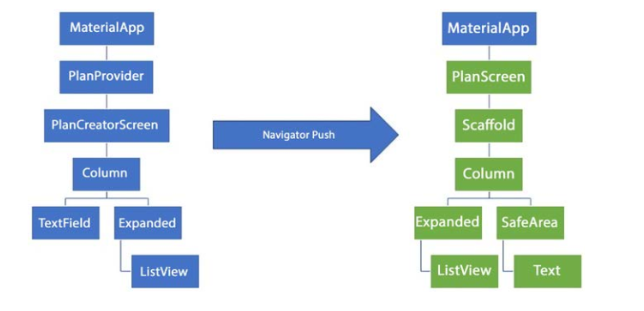 MaterialApp
PlanProvider
PlanCreatorScreen
Column
TextField
Expanded
ListView
Navigator Push
MaterialApp
PlanScreen
Scaffold
Column
Expanded
SafeArea
ListView
Text